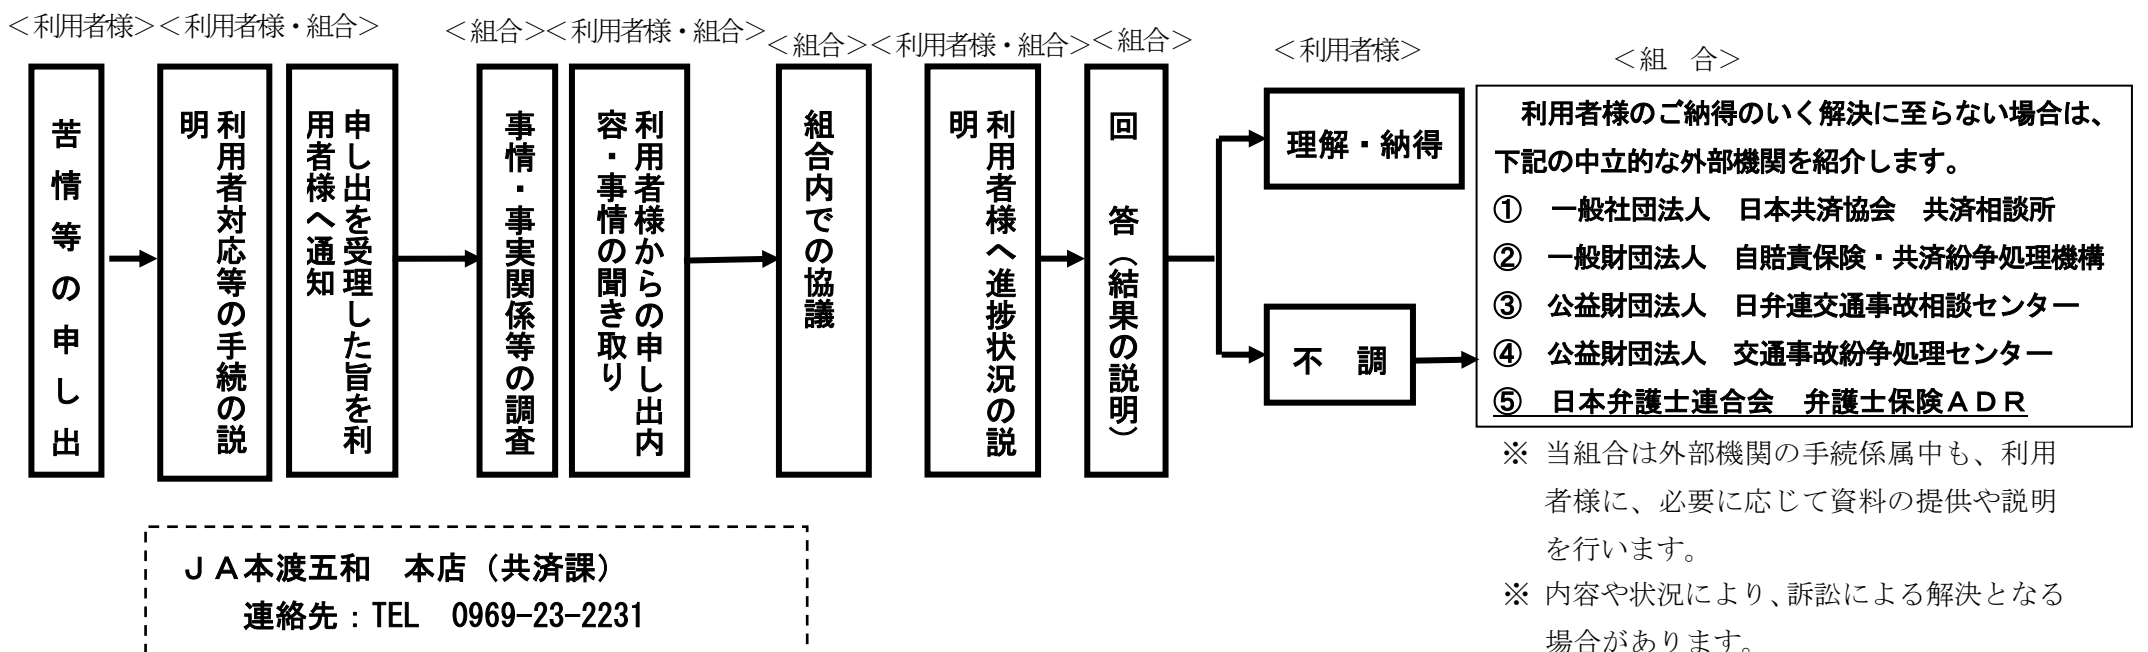 ＜利用者様＞＜利用者様・組合＞
＜組合＞＜利用者様・組合＞
＜組合＞＜利用者様・組合＞＜組合＞
＜利用者様＞
＜組　合＞
苦情等の申し出
利用者対応等の手続の説
明
申し出を受理した旨を利
用者様へ通知
事情・事実関係等の調査
利用者様からの申し出内
容・事情の聞き取り
組合内での協議
利用者様へ進捗状況の説
明
回　答（結果の説明）
理解・納得
不　調
利用者様のご納得のいく解決に至らない場合は、
下記の中立的な外部機関を紹介します。
①　一般社団法人　日本共済協会　共済相談所
②　一般財団法人　自賠責保険・共済紛争処理機構
③　公益財団法人　日弁連交通事故相談センター
④　公益財団法人　交通事故紛争処理センター
⑤　日本弁護士連合会　弁護士保険ＡＤＲ
※ 当組合は外部機関の手続係属中も、利用
者様に、必要に応じて資料の提供や説明
を行います。
※ 内容や状況により、訴訟による解決となる
場合があります。
ＪＡ本渡五和　本店（共済課）
連絡先：TEL　0969-23-2231